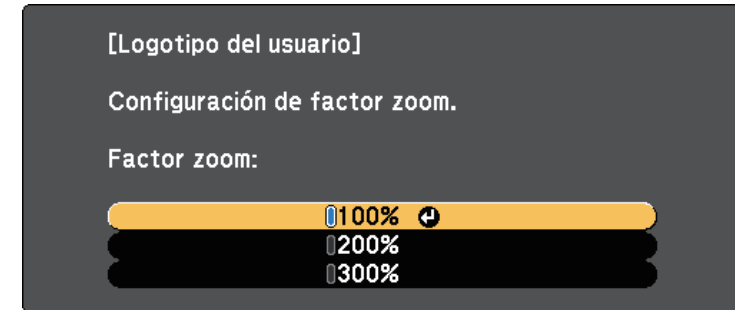 [Logotipo del usuario]
Configuración de factor zoom.
Factor zoom:
100%
200%
300%